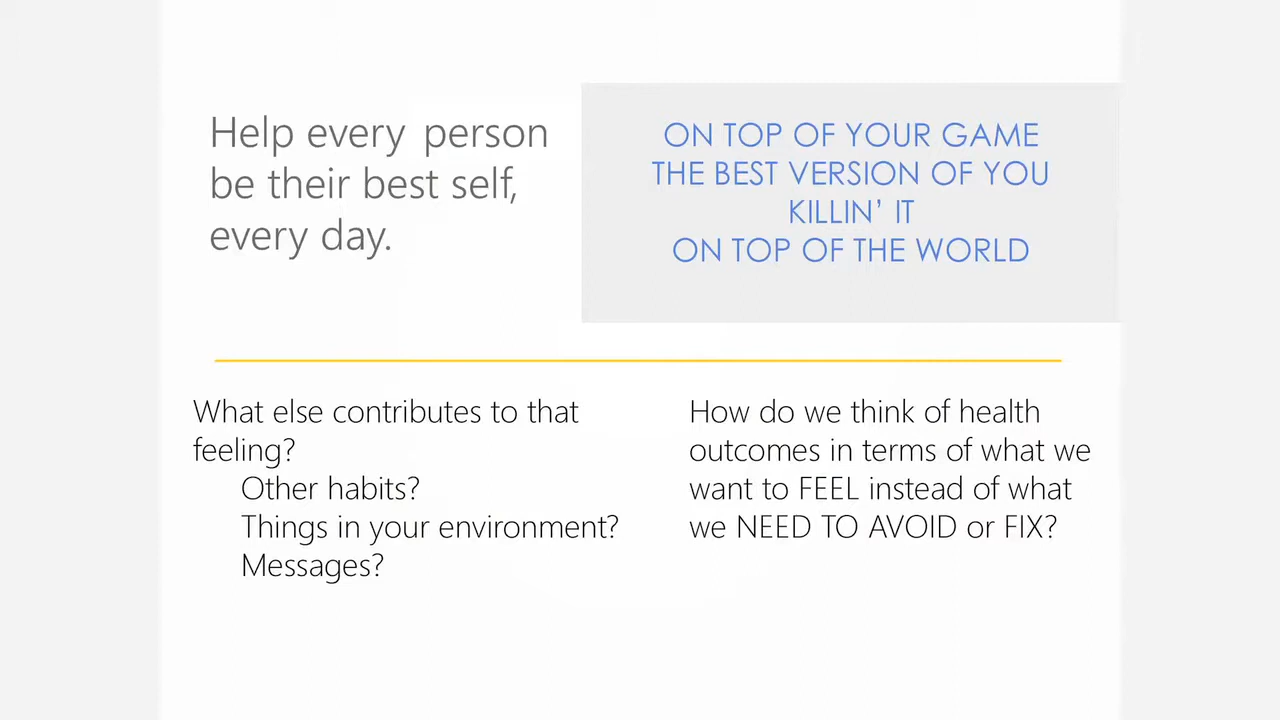 Help every person
be their best self,
every day.
ON TOP OF YOUR GAME
THE BEST VERSION OF YOU
KILLIN’ IT
ON TOP OF THE WORLD
What else contributes to that
feeling?
Other habits?
Things in your environment?
Messages?
How do we think of health
outcomes in terms of what we
want to FEEL instead of what
we NEED TO AVOID or FIX?